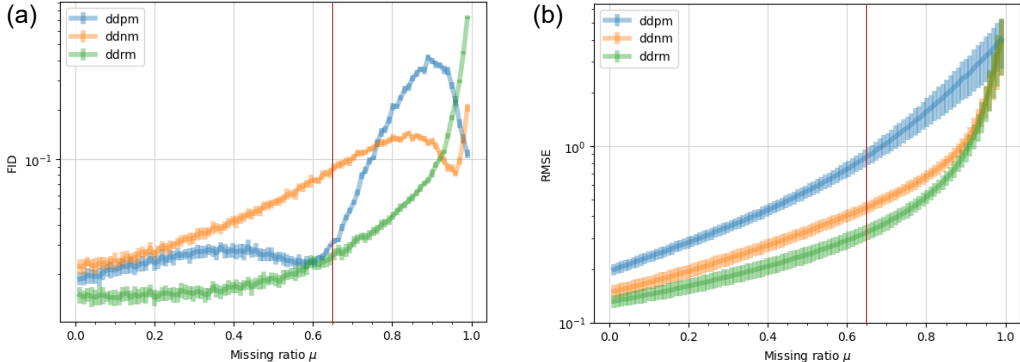 (a)
ddpm
ddnm
ddrm
10⁻¹
FID
0.0 0.2 0.4 0.6 0.8 1.0
Missing ratio μ
(b)
ddpm
ddnm
ddrm
10⁰
10⁻¹
RMSE
0.0 0.2 0.4 0.6 0.8 1.0
Missing ratio μ